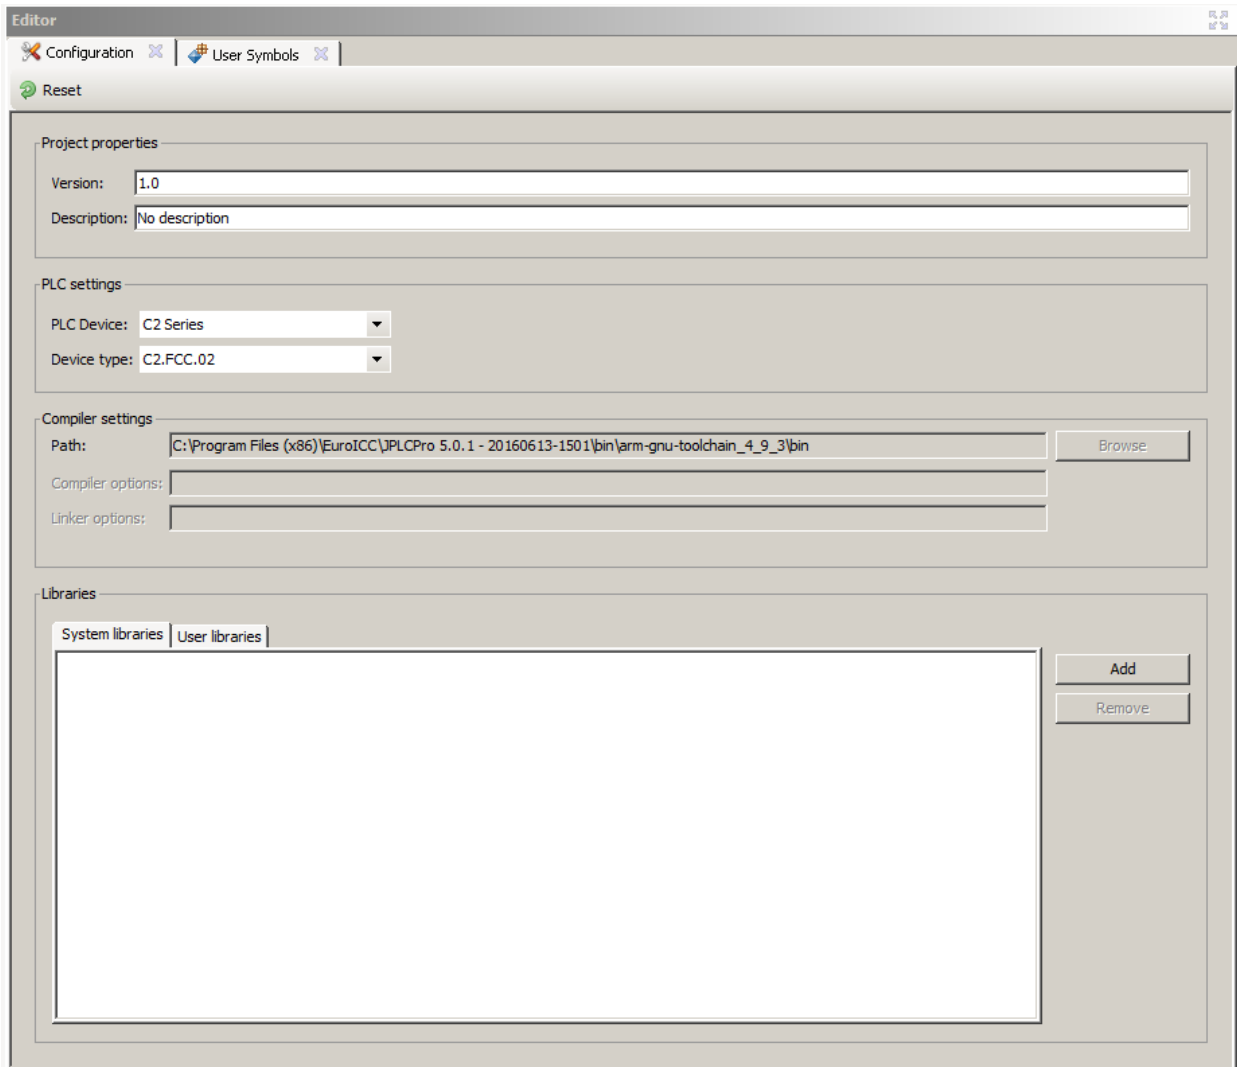 Editor
Configuration User Symbols
Reset
Project properties
Version: 1.0
Description: No description
PLC settings
PLC Device: C2 Series
Device type: C2.FCC.02
Compiler settings
Path: C:\Program Files (x86)\EuroICC\JPLCPro 5.0.1 - 20160613-1501\bin\arm-gnu-toolchain_4_9_3\bin Browse
Compiler options:
Linker options:
Libraries
System libraries User libraries
Add
Remove